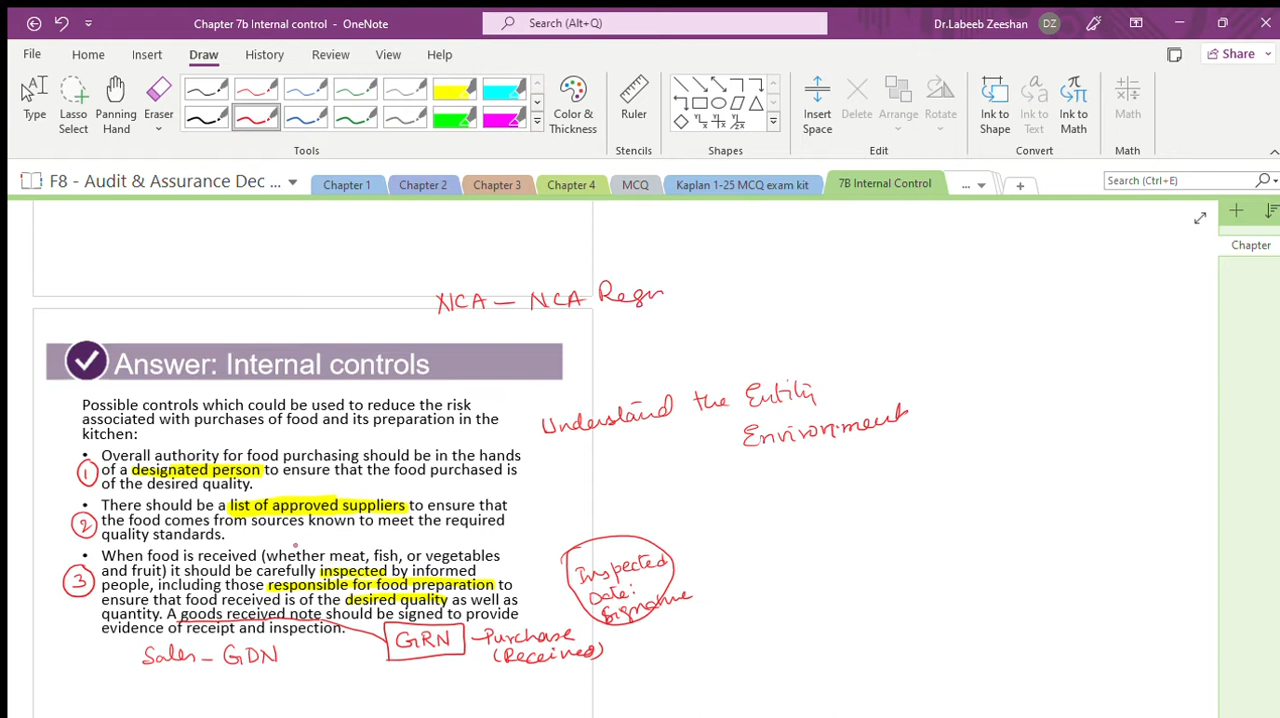 Chapter 7b Internal control - OneNote
Search (Alt+Q)
Dr.Labeeb Zeeshan
DZ
File
Home
Insert
Draw
History
Review
View
Help
Share
Type
Lasso
Select
Panning
Hand
Eraser
Color &
Thickness
Ruler
Insert
Space
Delete
Arrange
Rotate
Ink to
Shape
Ink to
Text
Ink to
Math
Math
Tools
Stencils
Shapes
Edit
Convert
Math
F8 - Audit & Assurance Dec ...
Chapter 1
Chapter 2
Chapter 3
Chapter 4
MCQ
Kaplan 1-25 MCQ exam kit
7B Internal Control
...
Search (Ctrl+E)
Chapter
NCA Regn
Answer: Internal controls
Possible controls which could be used to reduce the risk
associated with purchases of food and its preparation in the
kitchen:
• Overall authority for food purchasing should be in the hands
of a designated person to ensure that the food purchased is
of the desired quality.
1
• There should be a list of approved suppliers to ensure that
the food comes from sources known to meet the required
quality standards.
2
• When food is received (whether meat, fish, or vegetables
and fruit) it should be carefully inspected by informed
people, including those responsible for food preparation to
ensure that food received is of the desired quality as well as
quantity. A goods received note should be signed to provide
evidence of receipt and inspection.
3
Understand the Entity
Environment
Inspected
Date:
Signature
GRN - Purchase
(Received)
Sales - GDN